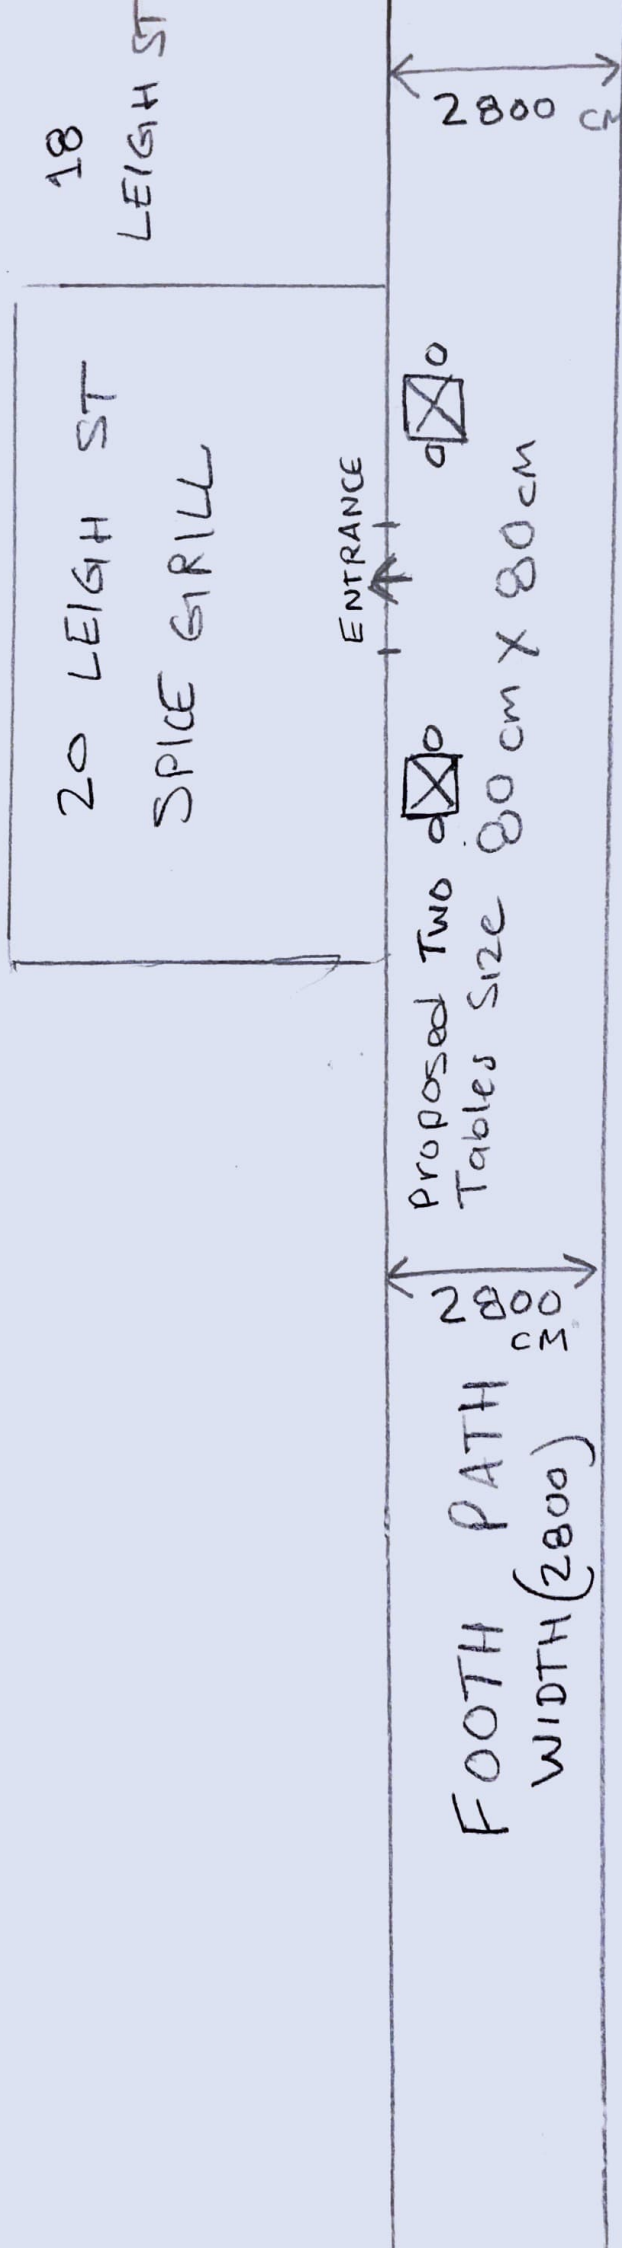 18
LEIGH ST
2800 CM
20 LEIGH ST
SPICE GRILL
ENTRANCE
Proposed Two
Tables Size 80 cm X 80 cm
2800
CM
FOOTH PATH
WIDTH (2800)